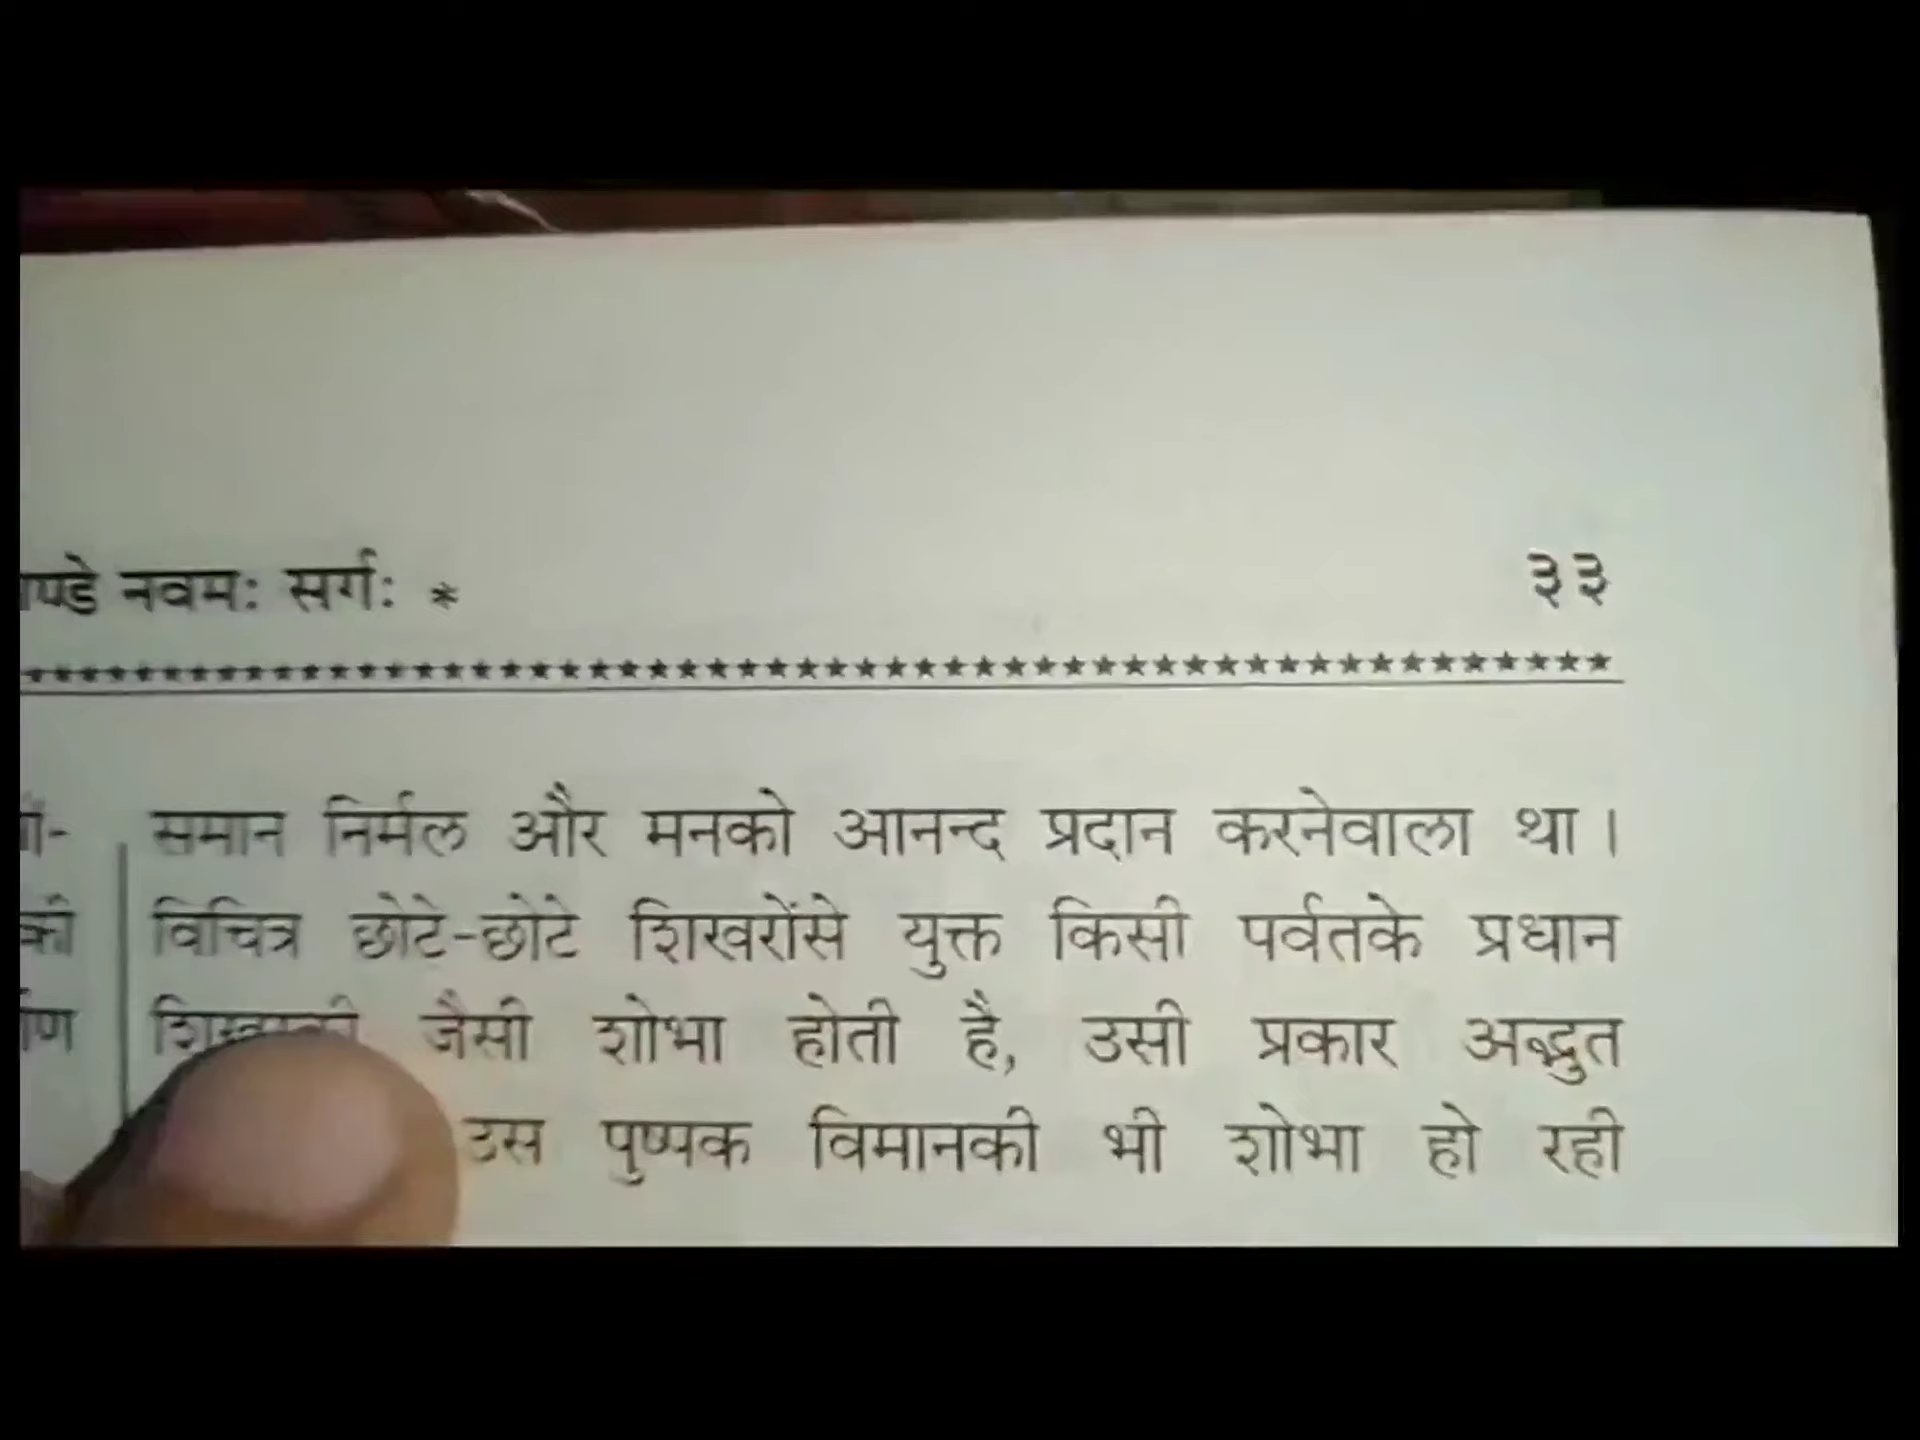 नवमः सर्गः *
३३
समान निर्मल और मनको आनन्द प्रदान करनेवाला था।
विचित्र छोटे-छोटे शिखरोंसे युक्त किसी पर्वतके प्रधान
जैसी शोभा होती है, उसी प्रकार अद्भुत
उस पुष्पक विमानकी भी शोभा हो रही